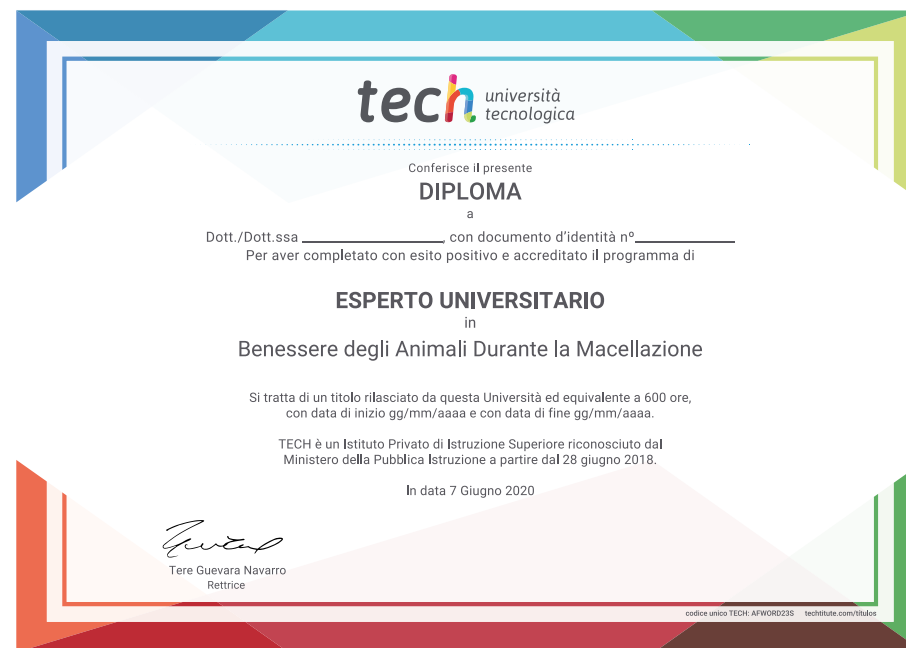 tech università
tecnologica
Conferisce il presente
DIPLOMA
a
Dott./Dott.ssa ____________________, con documento d'identità nº______________
Per aver completato con esito positivo e accreditato il programma di
ESPERTO UNIVERSITARIO
in
Benessere degli Animali Durante la Macellazione
Si tratta di un titolo rilasciato da questa Università ed equivalente a 600 ore,
con data di inizio gg/mm/aaaa e con data di fine gg/mm/aaaa.
TECH è un Istituto Privato di Istruzione Superiore riconosciuto dal
Ministero della Pubblica Istruzione a partire dal 28 giugno 2018.
In data 7 Giugno 2020
Tere Guevara Navarro
Rettrice
codice unico TECH: AFWORD23S techtitute.com/titulos